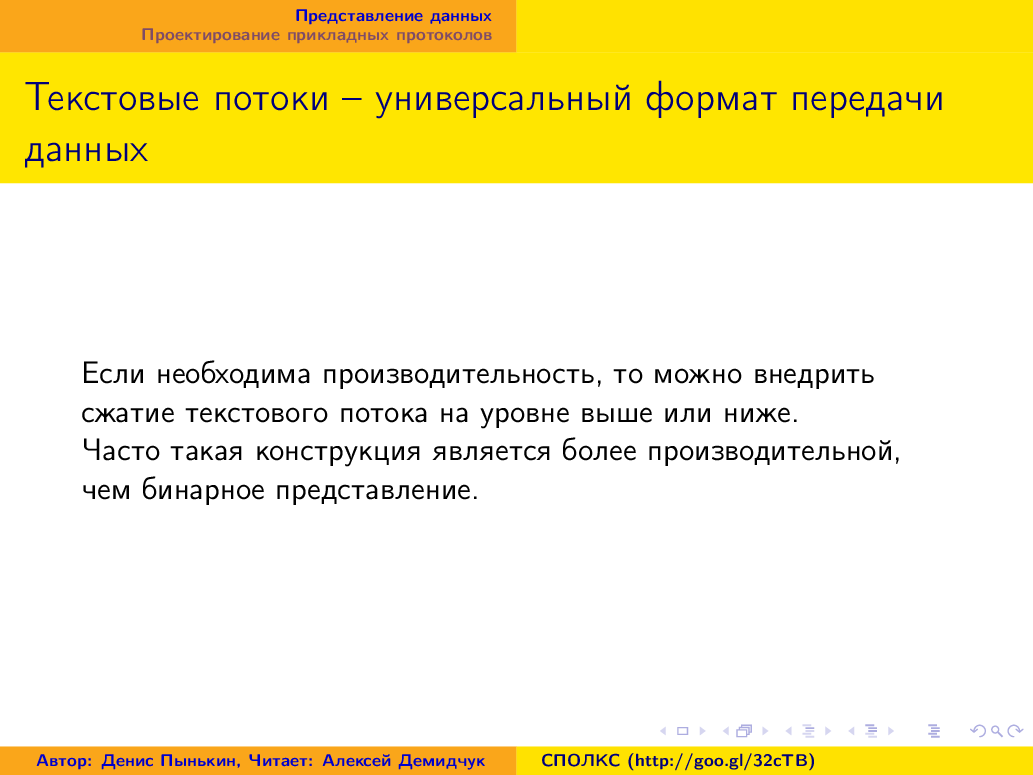 Представление данных
Проектирование прикладных протоколов
Текстовые потоки – универсальный формат передачи
данных
Если необходима производительность, то можно внедрить
сжатие текстового потока на уровне выше или ниже.
Часто такая конструкция является более производительной,
чем бинарное представление.
Автор: Денис Пынькин, Читает: Алексей Демидчук
СПОЛКС (http://goo.gl/32cTB)